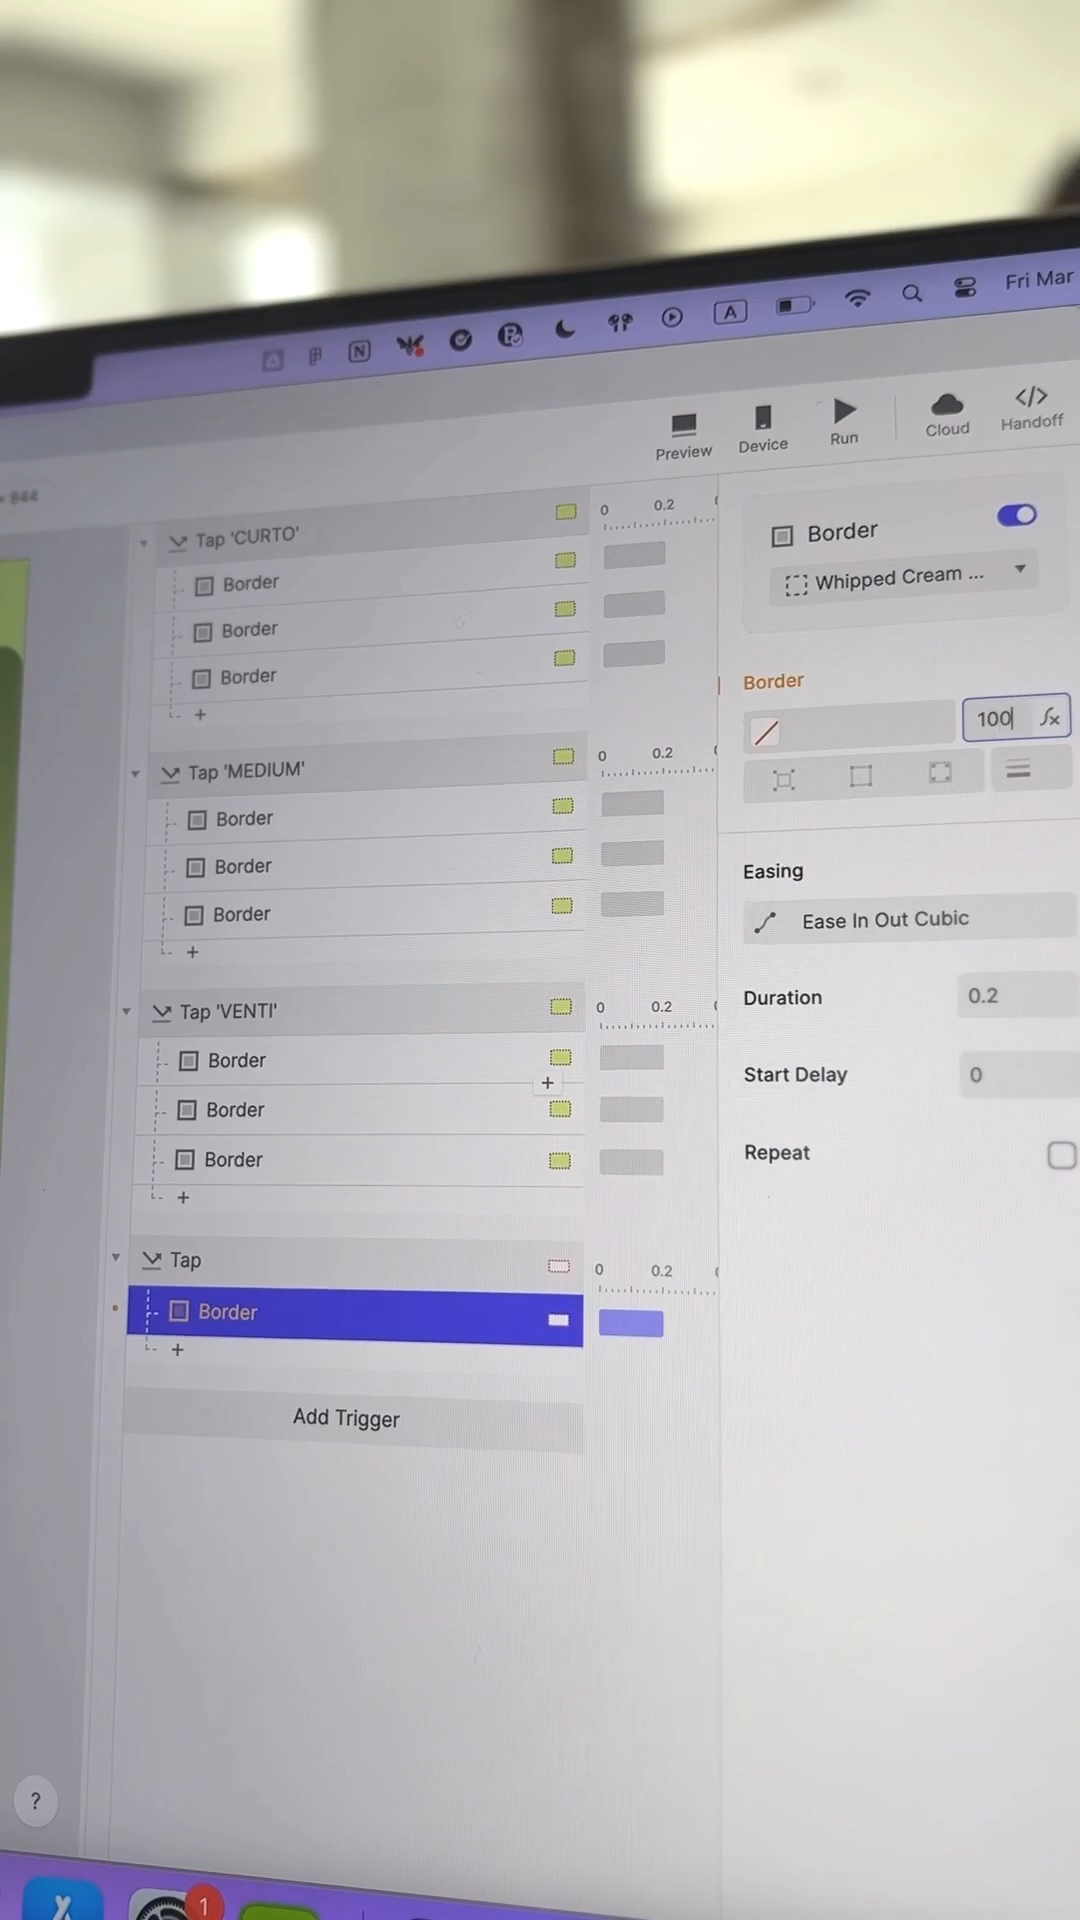 Fri Mar
A
N
Preview
Device
Run
Cloud
</>
Handoff
844
Tap 'CURTO'
0 0.2
Border
Border
Border
+
Tap 'MEDIUM'
0 0.2
Border
Border
Border
+
Tap 'VENTI'
0 0.2
Border
+
Border
Border
+
Tap
0 0.2
Border
+
Add Trigger
Border
Whipped Cream ...
Border
100 fx
Easing
Ease In Out Cubic
Duration 0.2
Start Delay 0
Repeat
?
1